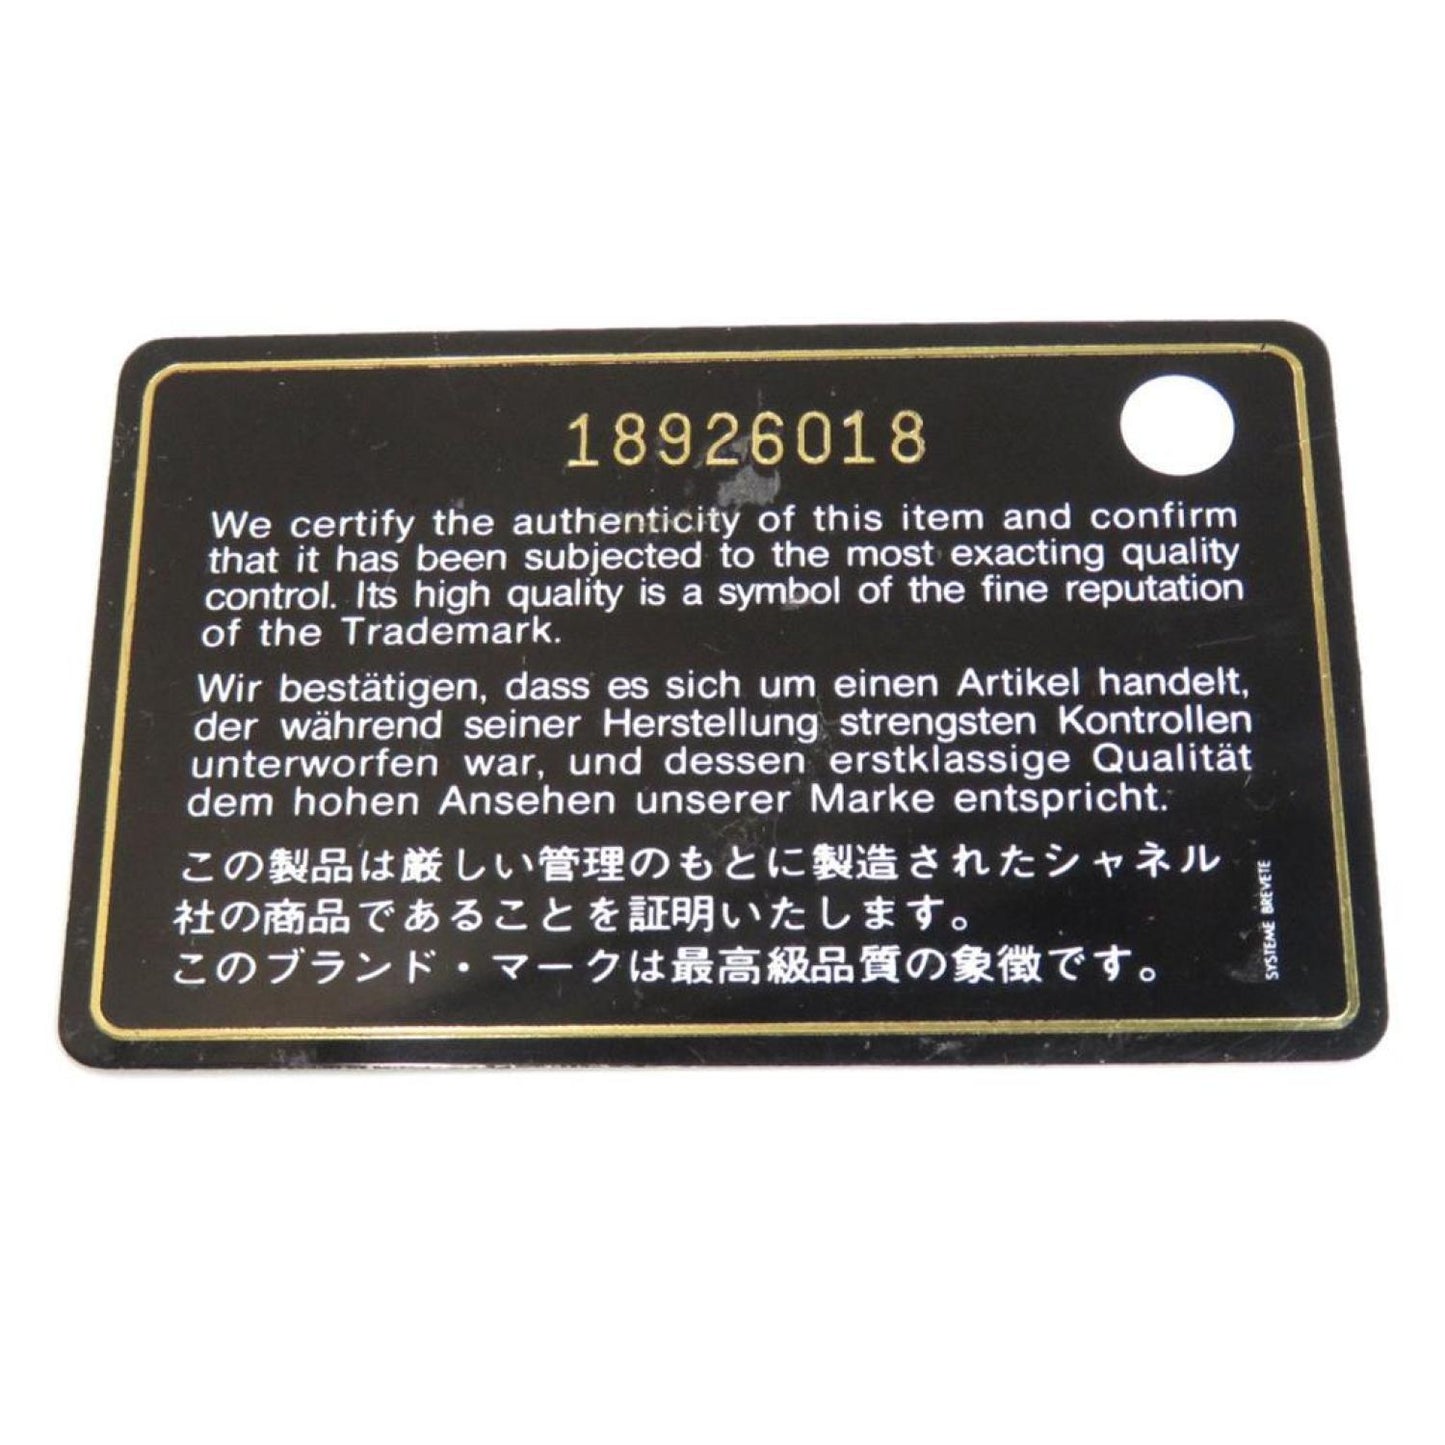 18926018
We certify the authenticity of this item and confirm
that it has been subjected to the most exacting quality
control. Its high quality is a symbol of the fine reputation
of the Trademark.
Wir bestätigen, dass es sich um einen Artikel handelt,
der während seiner Herstellung strengsten Kontrollen
unterworfen war, und dessen erstklassige Qualität
dem hohen Ansehen unserer Marke entspricht.
この製品は厳しい管理のもとに製造されたシャネル
社の商品であることを証明いたします。
このブランド・マークは最高級品質の象徴です。
SYSTEME BREVETE